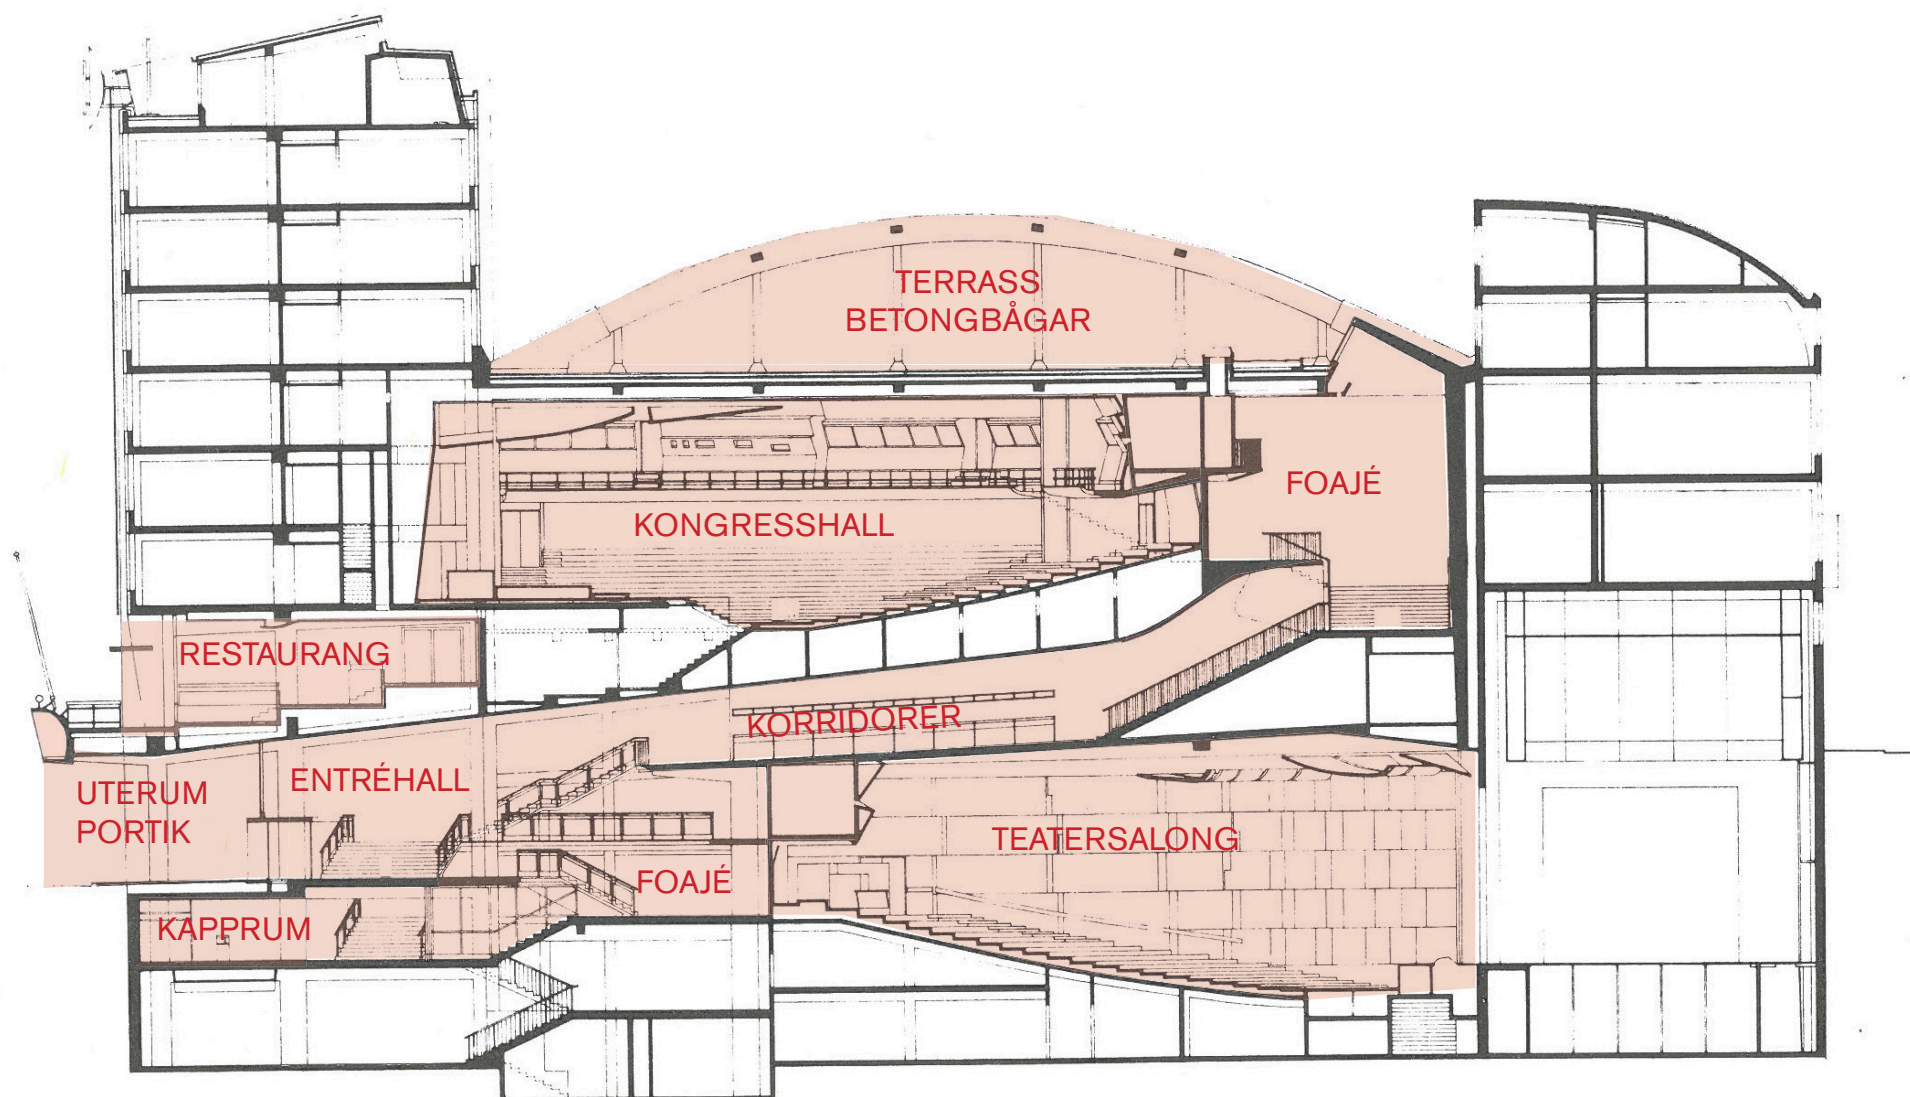 TERRASS
BETONGBÅGAR
FOAJÉ
KONGRESSHALL
RESTAURANG
KORRIDORER
UTERUM
PORTIK
ENTRÉHALL
TEATERSALONG
FOAJÉ
KAPPRUM